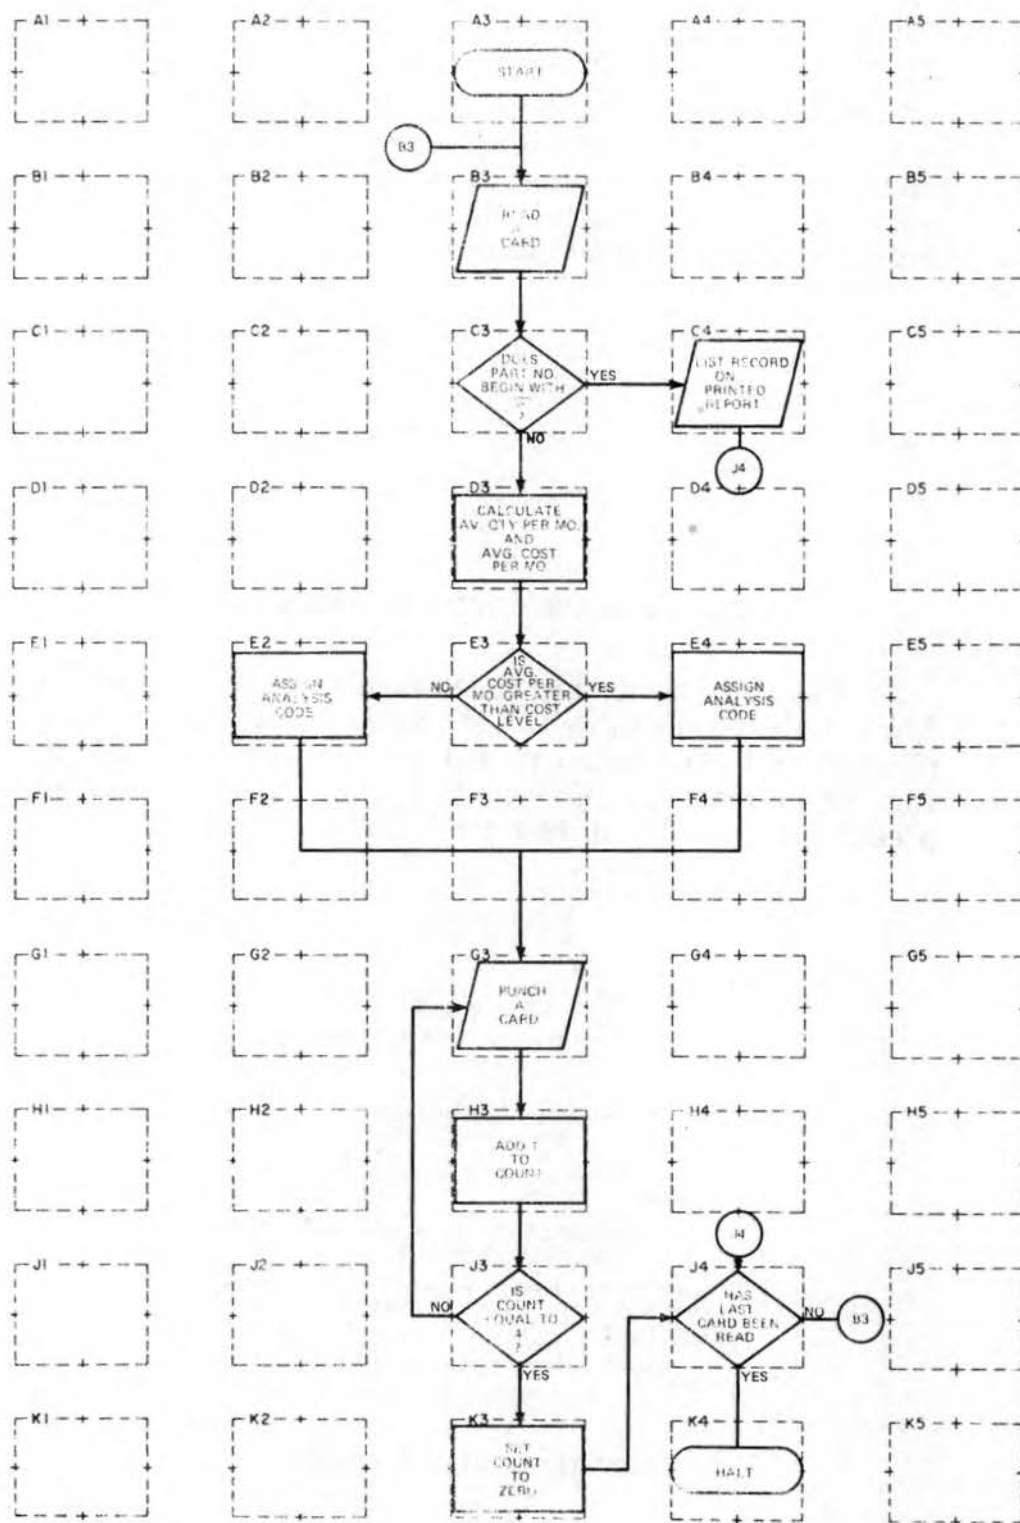 A1
A2
A3
A4
A5
START
B3
B1
B2
B3
B4
B5
READ
A
CARD
C1
C2
C3
C4
C5
DOES
PART NO.
BEGIN WITH
?
YES
LIST RECORD
ON
PRINTED
REPORT
NO
J4
D1
D2
D3
D4
D5
CALCULATE
AV. QTY PER MO.
AND
AVG. COST
PER MO.
E1
E2
E3
E4
E5
ASSIGN
ANALYSIS
CODE
NO
IS
AVG.
COST PER
MO. GREATER
THAN COST
LEVEL
YES
ASSIGN
ANALYSIS
CODE
F1
F2
F3
F4
F5
G1
G2
G3
G4
G5
PUNCH
A
CARD
H1
H2
H3
H4
H5
ADD 1
TO
COUNT
J4
J1
J2
J3
J4
J5
NO
IS
COUNT
EQUAL TO
4
?
YES
HAS
LAST
CARD BEEN
READ
NO
B3
YES
K1
K2
K3
K4
K5
SET
COUNT
TO
ZERO
HALT